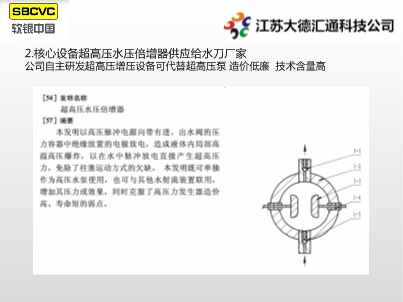 SBCVC
软银中国
江苏大德汇通科技公司
2.核心设备超高压水压倍增器供应给水刀厂家
公司自主研发超高压增压设备可代替超高压泵 造价低廉 技术含量高
[54] 发明名称
超高压水压倍增器
[57] 摘要
本发明以高压脉冲电源向带有进、出水阀的压
力容器中绝缘放置的电极放电，造成液体内局部高
温高压爆炸，以在水中脉冲放电直接产生超高压
力，免除了柱塞运动方式的欠缺。本发明既可单独
作为高压水泵使用，也可与其他水射流装置联用，
增加其压力或效果，同时克服了高压力发生器造价
高、寿命短的弱点。